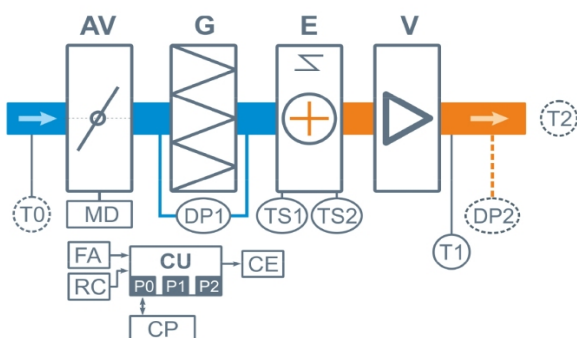 AV G E V
T2
T0 MD DP1 TS1 TS2 DP2
T1
FA CU CE
RC P0 P1 P2
CP